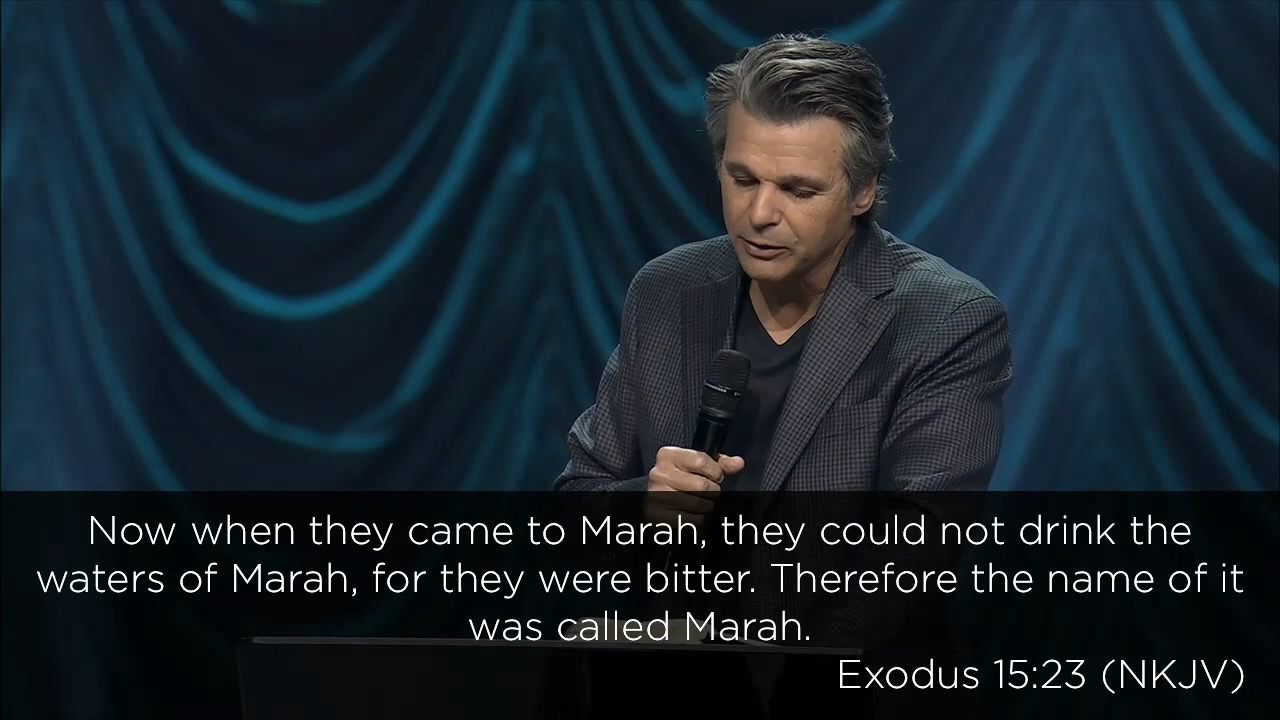 Now when they came to Marah, they could not drink the
waters of Marah, for they were bitter. Therefore the name of it
was called Marah.
Exodus 15:23 (NKJV)